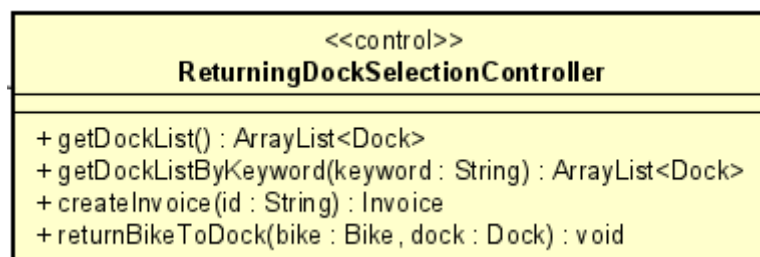 <<control>>
ReturningDockSelectionController
+ getDockList() : ArrayList<Dock>
+ getDockListByKeyword(keyword : String) : ArrayList<Dock>
+ createInvoice(id : String) : Invoice
+ returnBikeToDock(bike : Bike, dock : Dock) : void